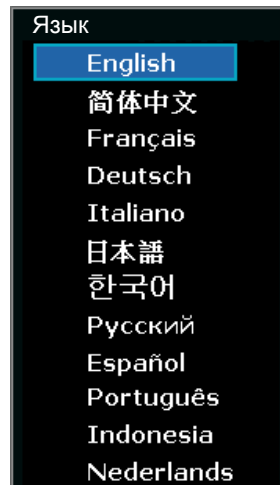 Язык
English
简体中文
Français
Deutsch
Italiano
日本語
한국어
Русский
Español
Português
Indonesia
Nederlands